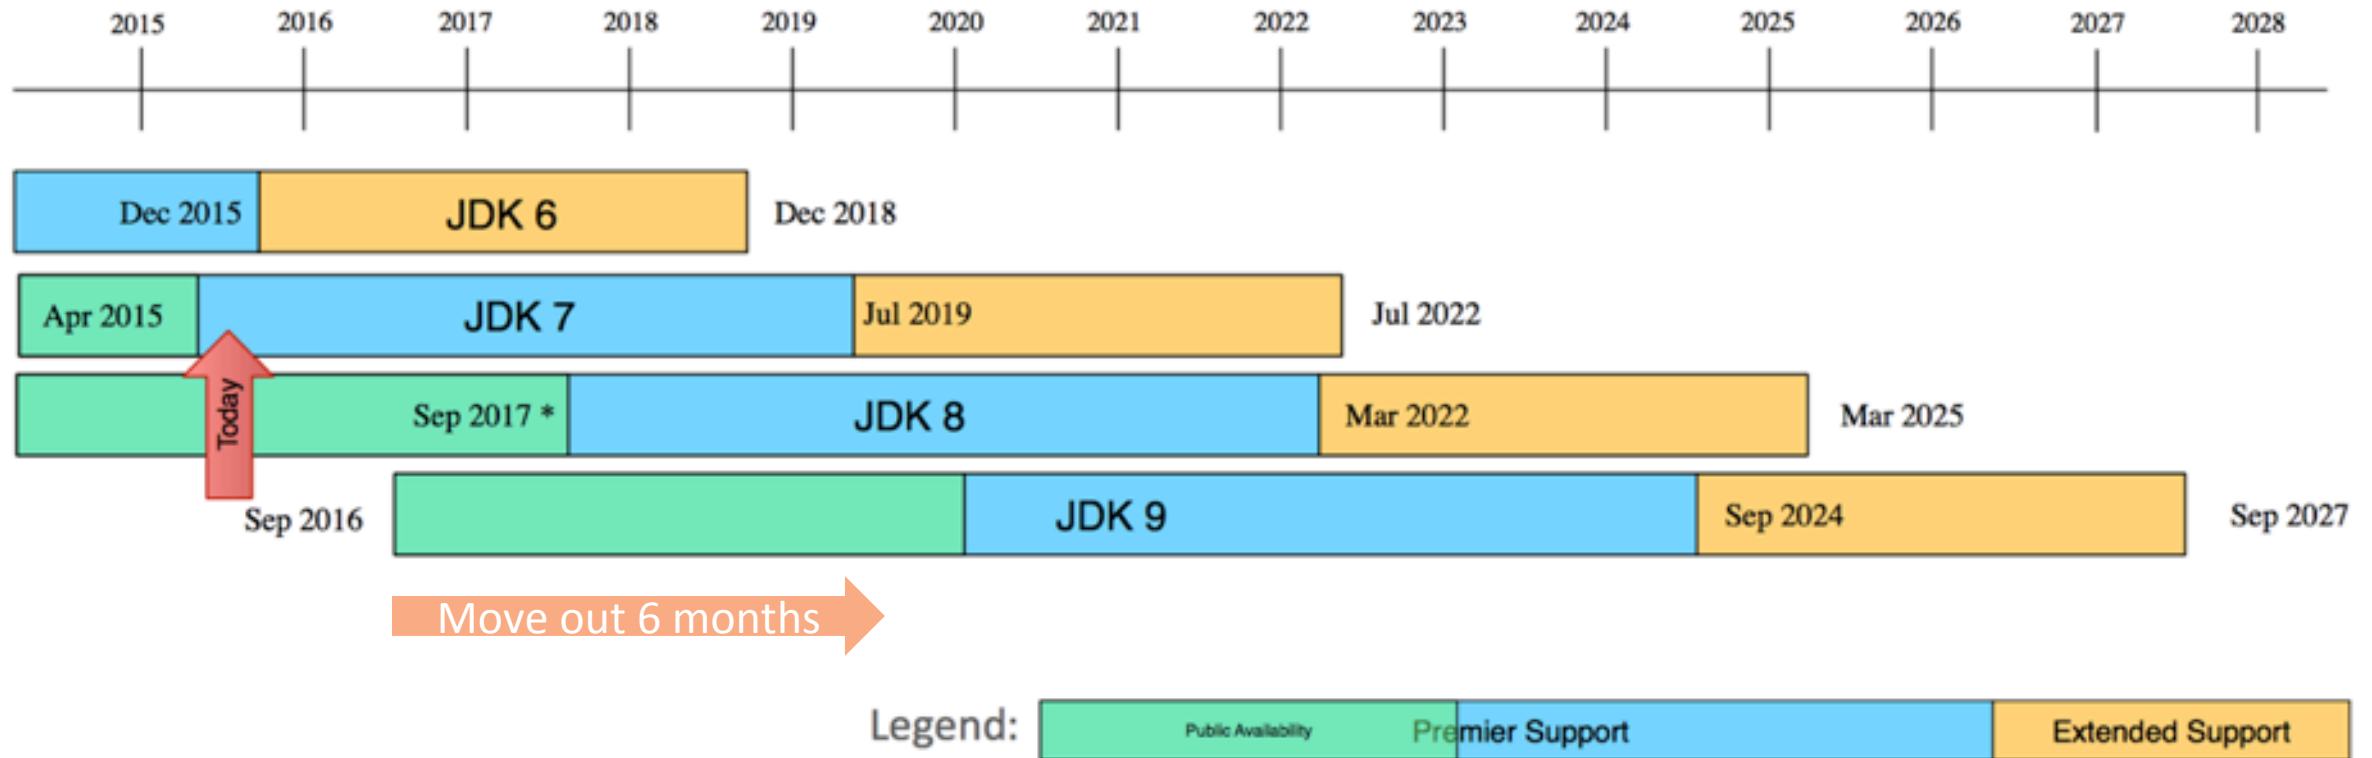 2015 2016 2017 2018 2019 2020 2021 2022 2023 2024 2025 2026 2027 2028
Dec 2015 JDK 6 Dec 2018
Apr 2015 JDK 7 Jul 2019 Jul 2022
Today
Sep 2017 * JDK 8 Mar 2022 Mar 2025
Sep 2016 JDK 9 Sep 2024 Sep 2027
Move out 6 months
Legend: Public Availability Premier Support Extended Support